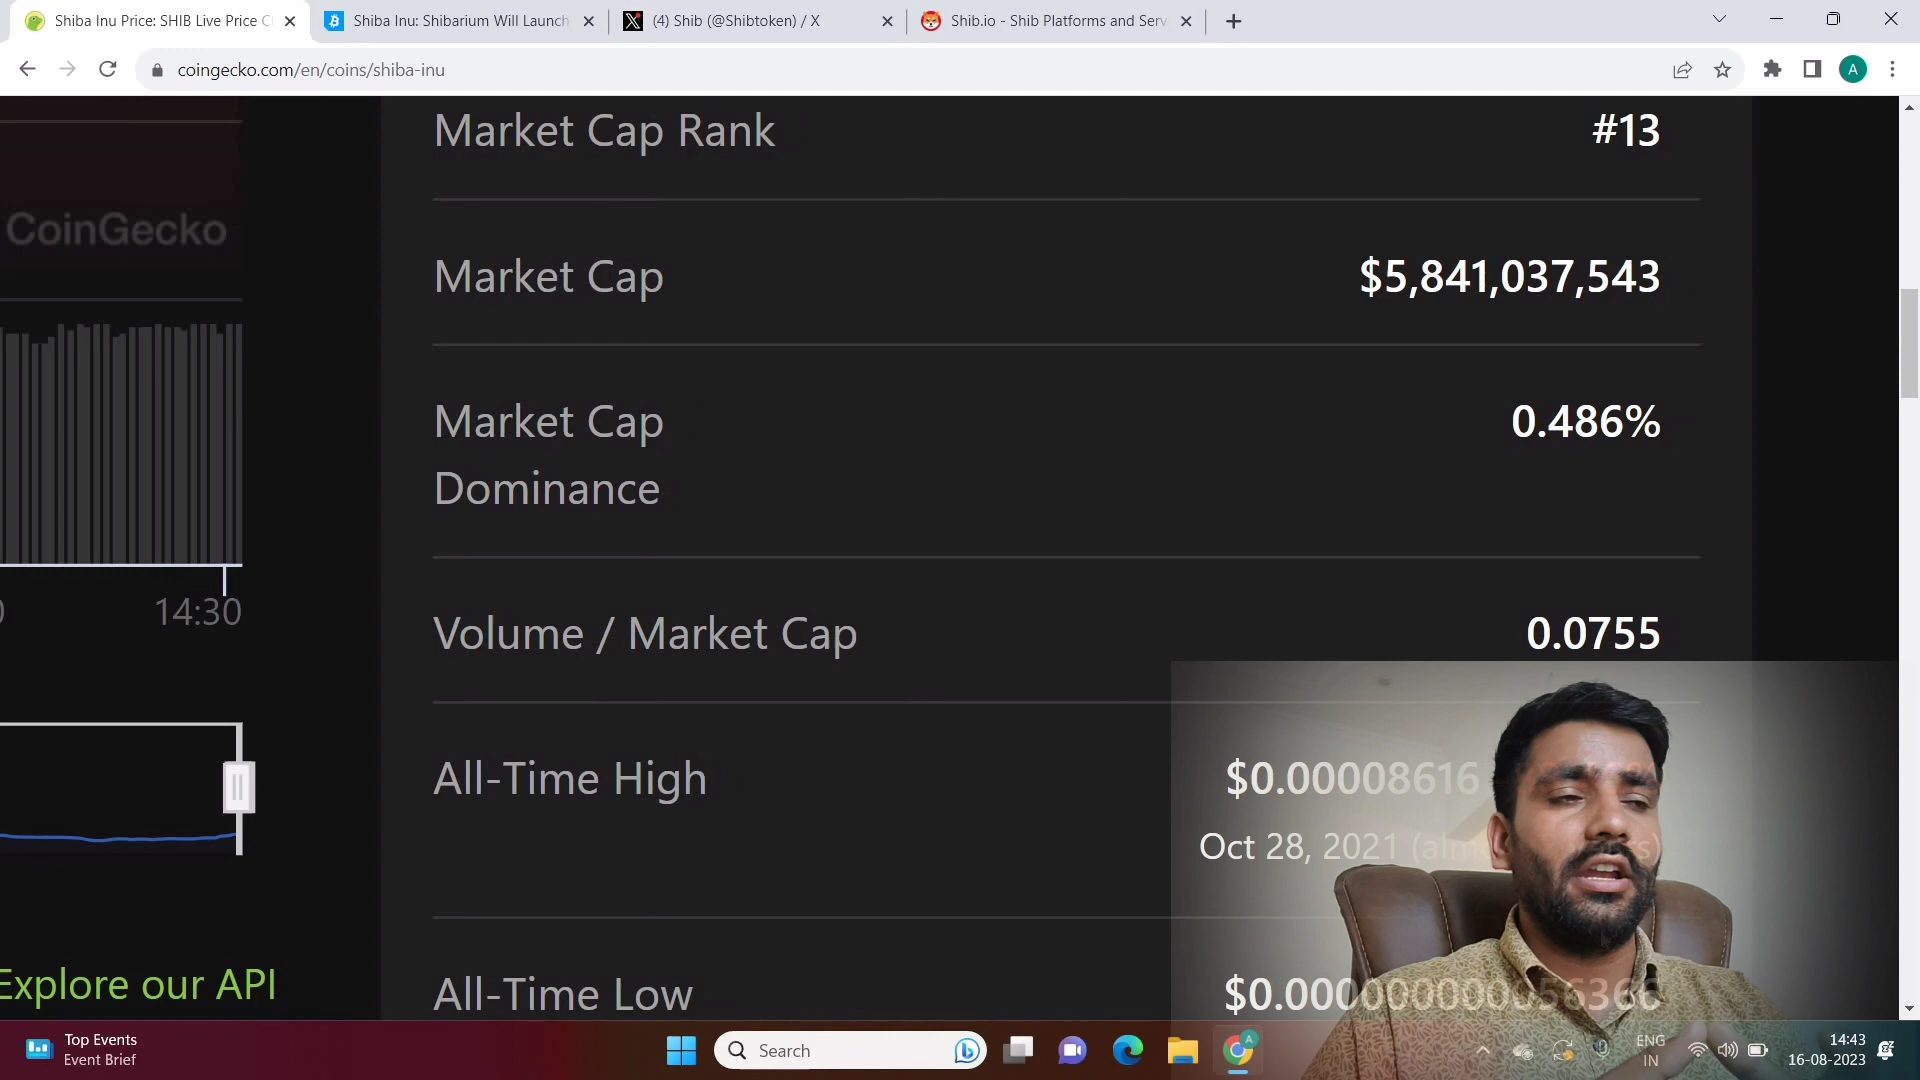 Shiba Inu Price: SHIB Live Price C
Shiba Inu: Shibarium Will Launch
(4) Shib (@Shibtoken) / X
Shib.io - Shib Platforms and Serv
coingecko.com/en/coins/shiba-inu
A
Market Cap Rank #13
CoinGecko
Market Cap $5,841,037,543
Market Cap
Dominance
0.486%
14:30
Volume / Market Cap 0.0755
All-Time High $0.00008616
Oct 28, 2021
Explore our API
All-Time Low $0.000000000056366
Top Events
Event Brief
Search
A
ENG
IN
14:43
16-08-2023